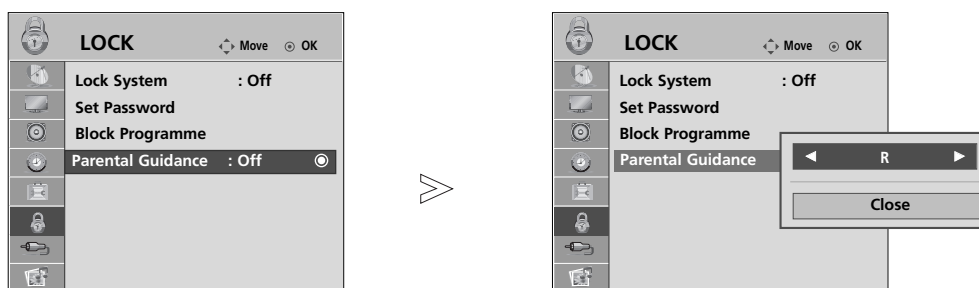 LOCK Move OK
Lock System : Off
Set Password
Block Programme
Parental Guidance : Off
LOCK Move OK
Lock System : Off
Set Password
Block Programme
Parental Guidance
R
Close